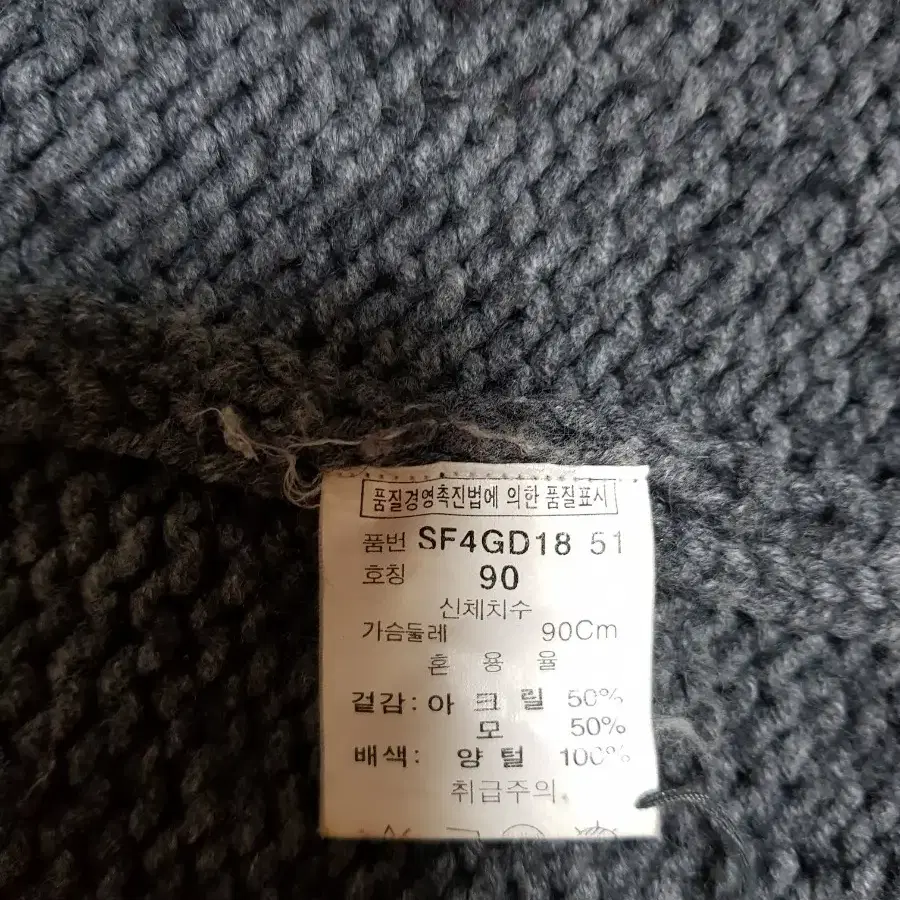 품질경영촉진법에 의한 품질표시
품번 SF4GD18 51
호칭 90
신체치수
가슴둘레 90Cm
혼 용 율
겉감: 아 크 릴 50%
모 50%
배색: 양 털 100%
취급주의.